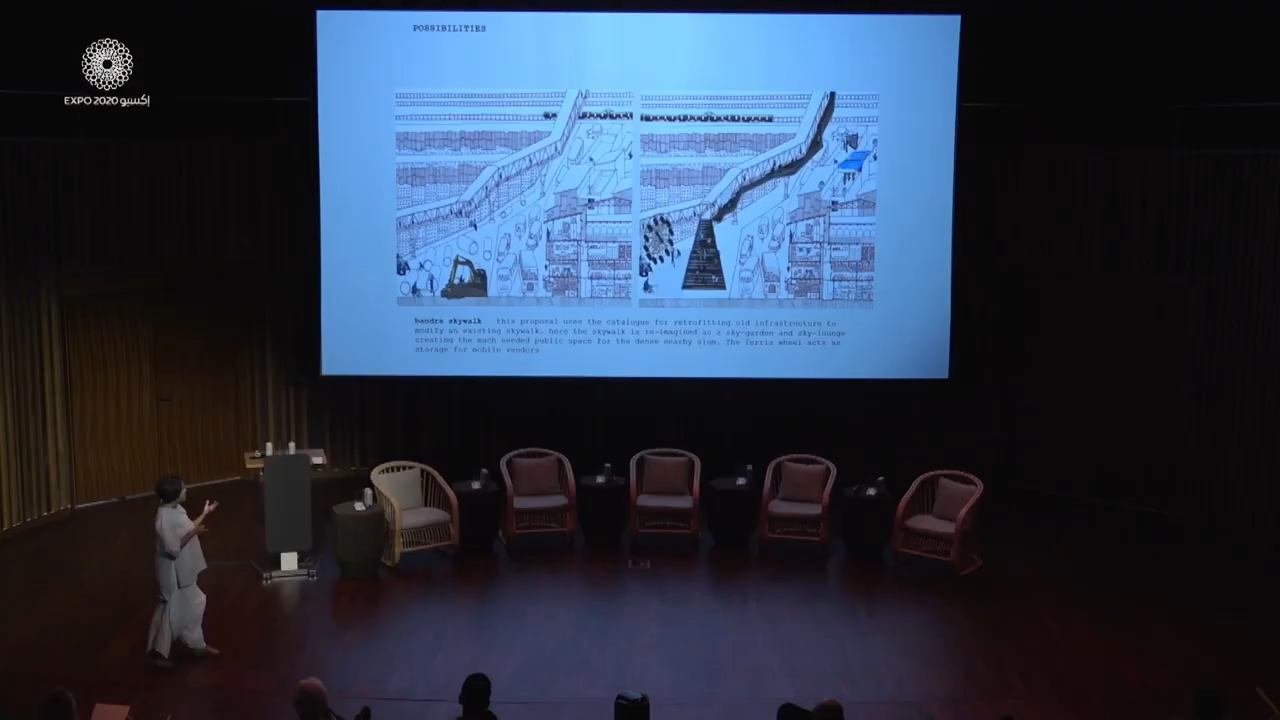 POSSIBILITIES
EXPO 2020 إكسبو
bandra skywalk this proposal uses the catalogue for retrofitting old infrastructure to
modify an existing skywalk. here the skywalk is re-imagined as a sky-garden and sky-lounge
creating the much needed public space for the dense nearby slum. The ferris wheel acts as
storage for mobile vendors